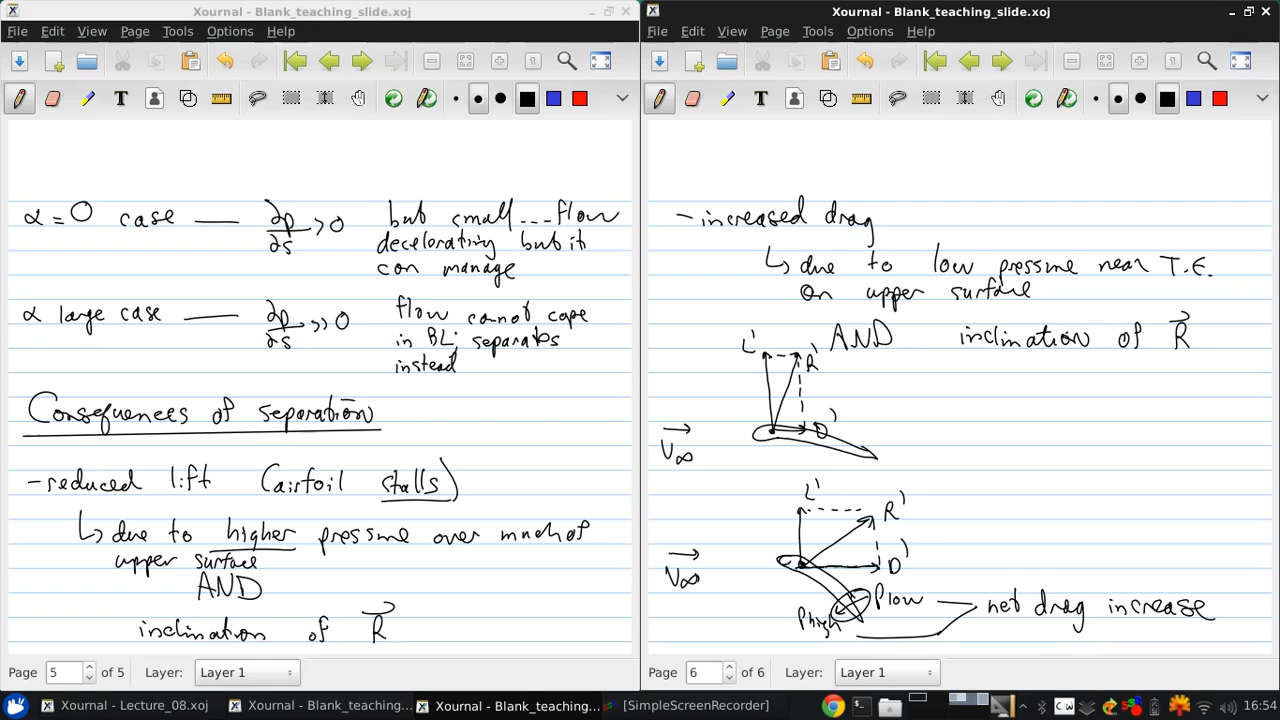 Xournal - Blank_teaching_slide.xoj
File Edit View Page Tools Options Help
α = 0 case — ∂p/∂s > 0 but small...flow
decelorating but it
can manage
α large case — ∂p/∂s >> 0 flow cannot cope
in BL; separates
instead
Consequences of separation
- reduced lift (airfoil stalls)
↳ due to higher pressure over much of
upper surface
AND
inclination of R⃗
Page 5 of 5 Layer: Layer 1
Xournal - Blank_teaching_slide.xoj
File Edit View Page Tools Options Help
- increased drag
↳ due to low pressure near T.E.
on upper surface
AND inclination of R⃗
L' R'
D'
V∞
L' R'
D'
V∞
Plow
Phigh
net drag increase
Page 6 of 6 Layer: Layer 1
Xournal - Lecture_08.xoj Xournal - Blank_teaching... Xournal - Blank_teaching... [SimpleScreenRecorder] 16:54